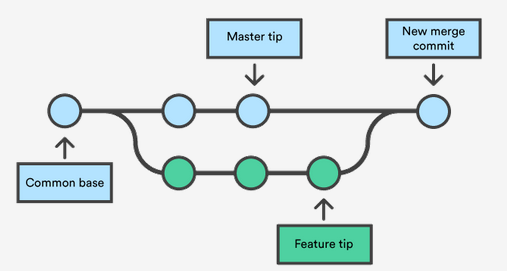 Master tip
New merge
commit
Common base
Feature tip